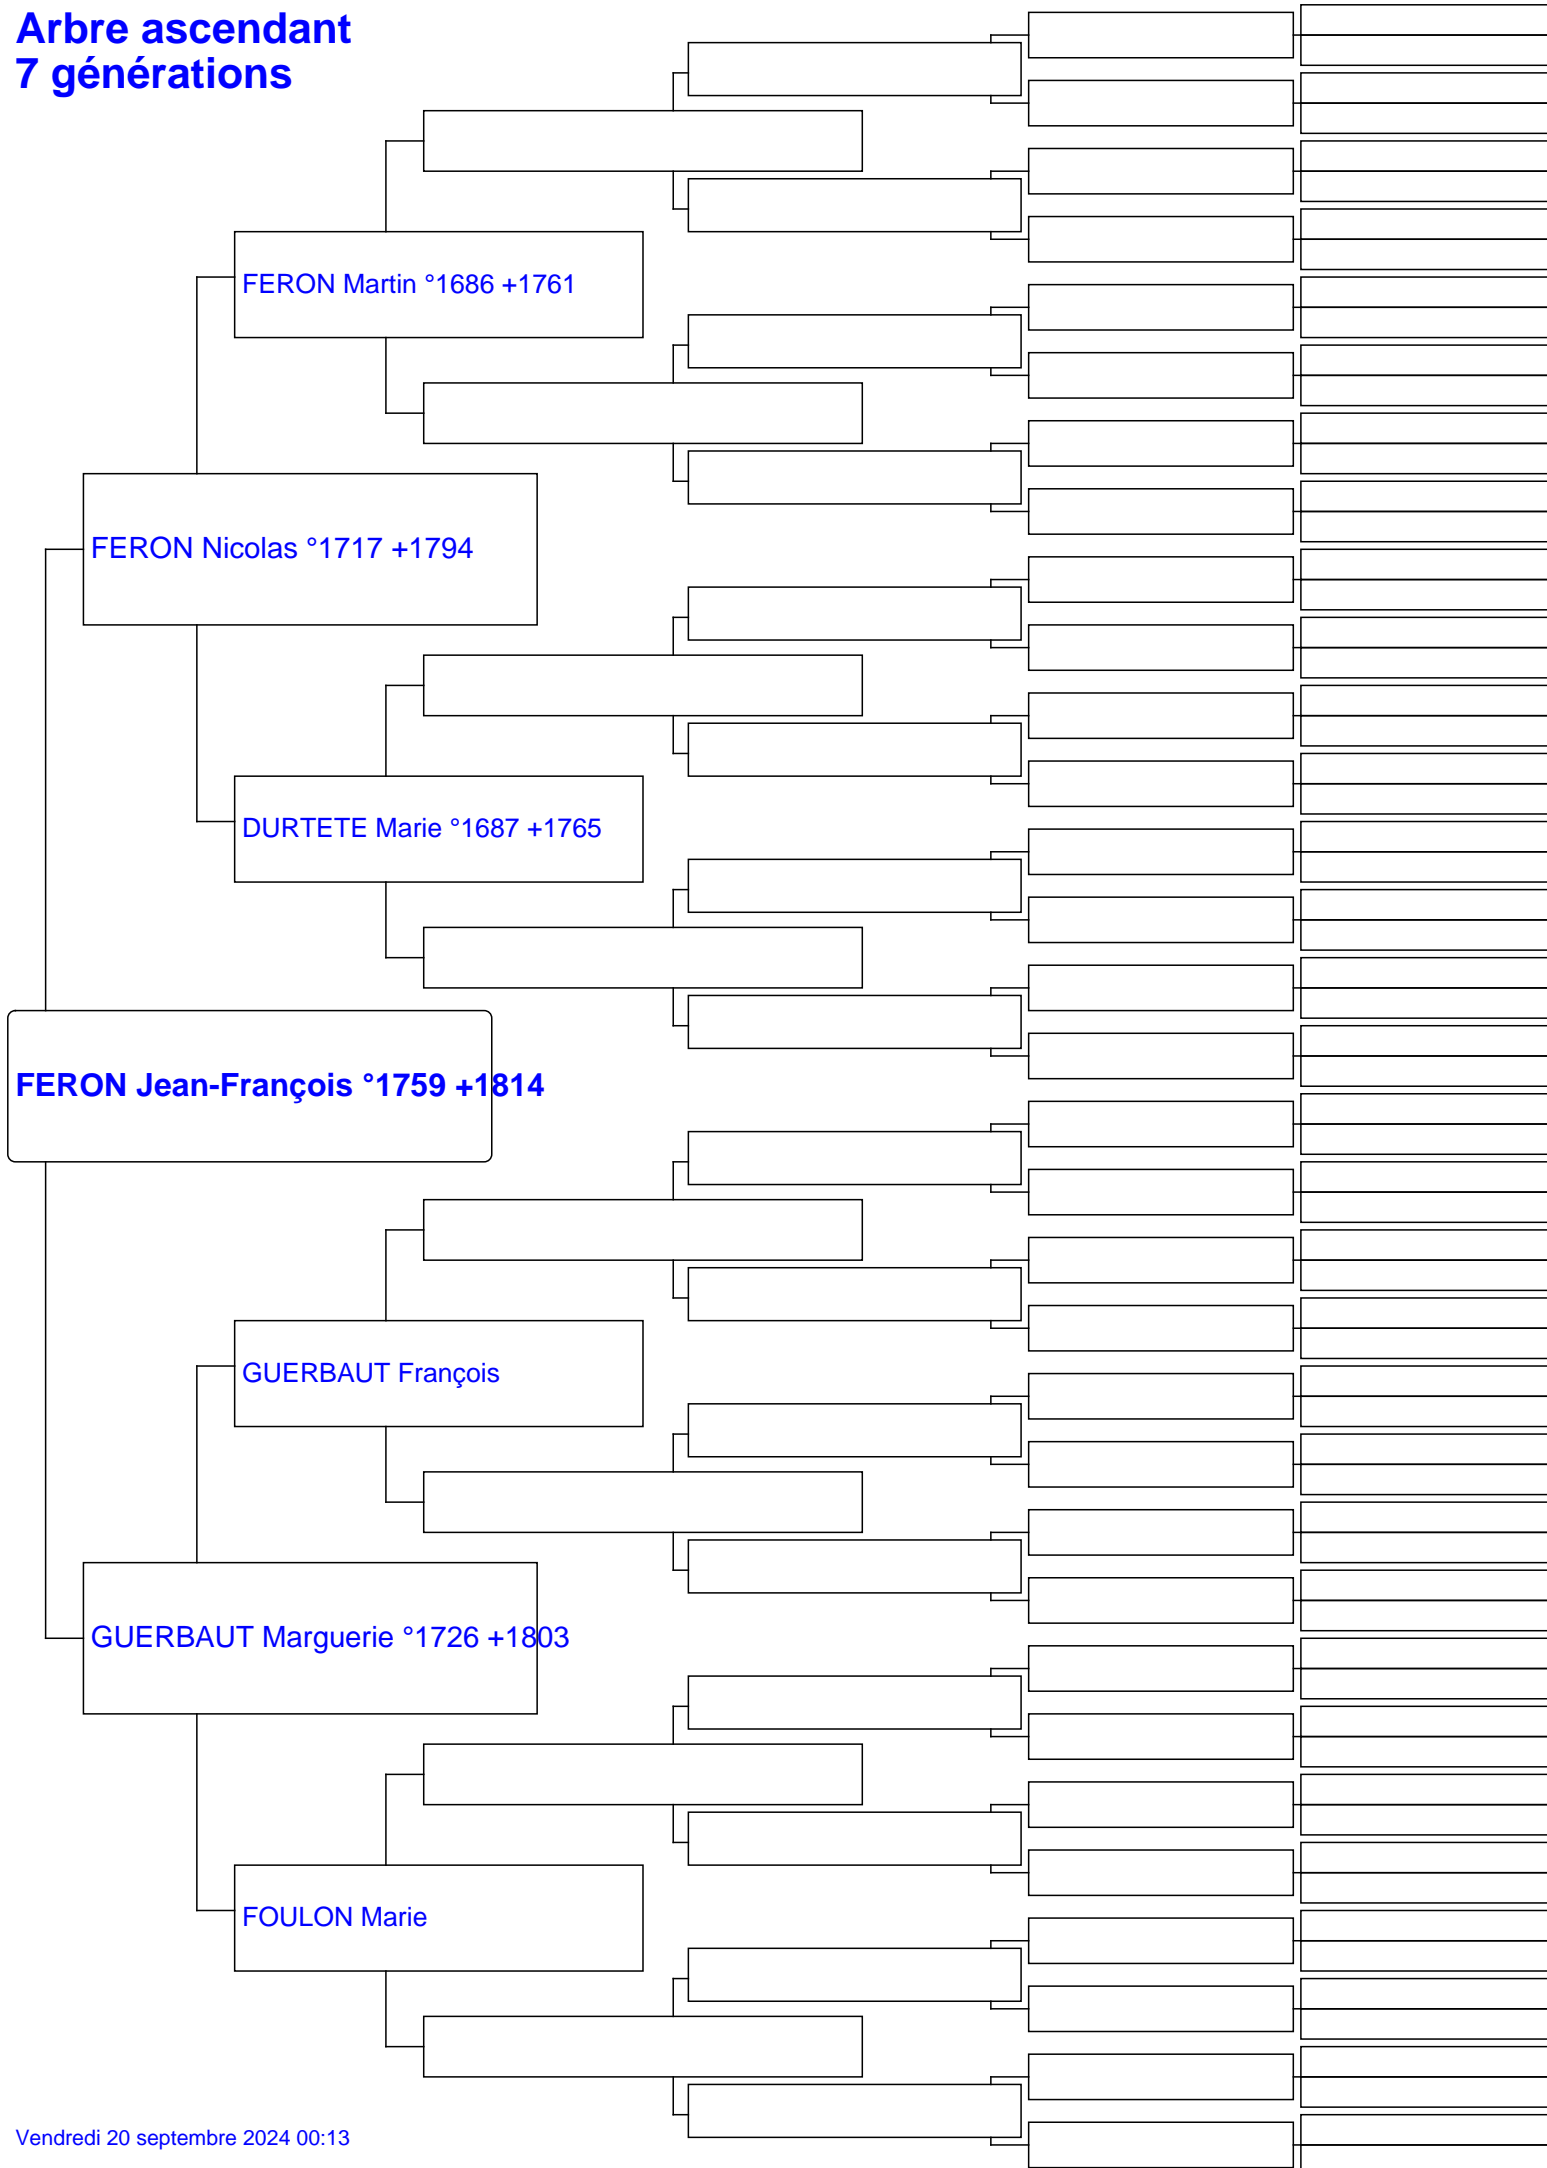 Arbre ascendant
7 générations
FERON Martin °1686 +1761
FERON Nicolas °1717 +1794
DURTETE Marie °1687 +1765
FERON Jean-François °1759 +1814
GUERBAUT François
GUERBAUT Marguerie °1726 +1803
FOULON Marie
Vendredi 20 septembre 2024 00:13